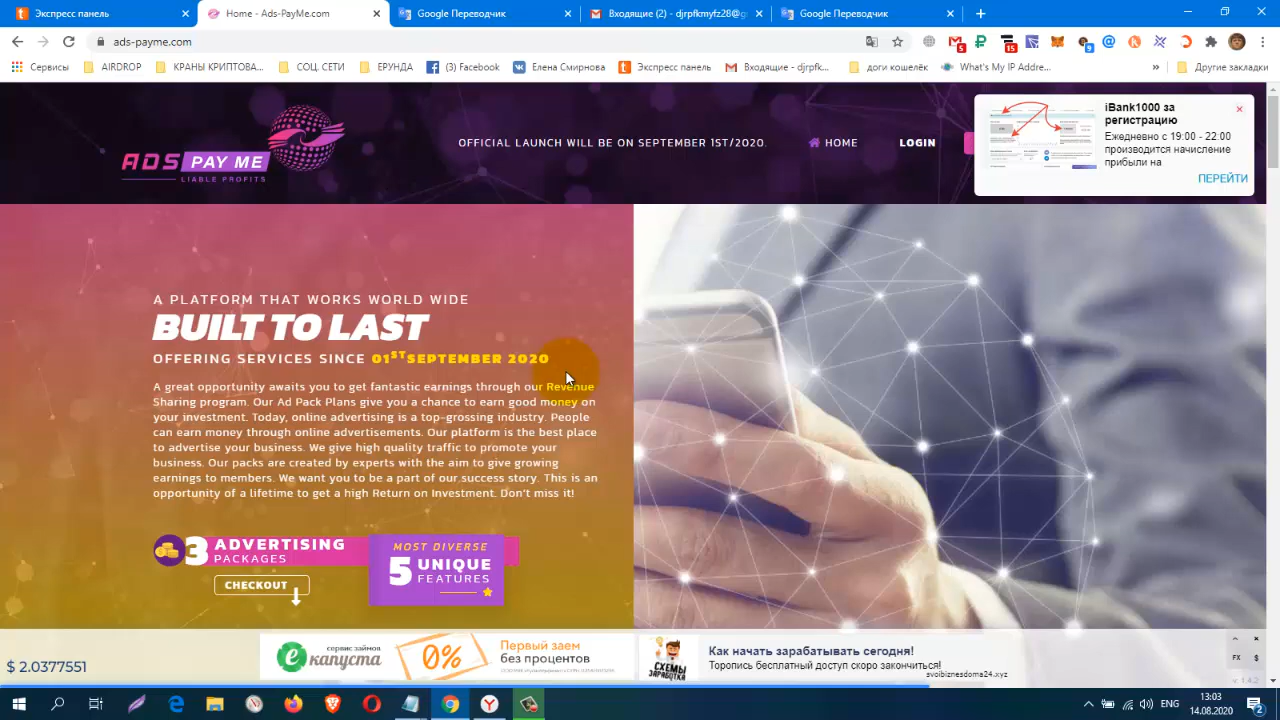 Экспресс панель
Home - Ads-PayMe.com
Google Переводчик
Входящие (2) - djrpfkmyfz28@g
Google Переводчик
ads-payme.com
5
15
9
Сервисы
AIRDROP
КРАНЫ КРИПТОВА...
СОЦ. СЕТИ
ЕРУНДА
(3) Facebook
Елена Смирнова
Экспресс панель
Входящие - djrpfk...
доги кошелёк
What's My IP Addre...
»
Другие закладки
ADS PAY ME
LIABLE PROFITS
OFFICIAL LAUNCH WILL BE ON SEPTEMBER 1ST/2020.
HOME
LOGIN
iBank1000 за
регистрацию
Ежедневно с 19:00 - 22:00
производится начисление
прибыли на
ПЕРЕЙТИ
A PLATFORM THAT WORKS WORLD WIDE
BUILT TO LAST
OFFERING SERVICES SINCE 01ST SEPTEMBER 2020
A great opportunity awaits you to get fantastic earnings through our Revenue
Sharing program. Our Ad Pack Plans give you a chance to earn good money on
your investment. Today, online advertising is a top-grossing industry. People
can earn money through online advertisements. Our platform is the best place
to advertise your business. We give high quality traffic to promote your
business. Our packs are created by experts with the aim to give growing
earnings to members. We want you to be a part of our success story. This is an
opportunity of a lifetime to get a high Return on Investment. Don't miss it!
3 ADVERTISING
PACKAGES
CHECKOUT
MOST DIVERSE
5 UNIQUE
FEATURES
$ 2.0377551
сервис займов
екапуста
0%
Первый заем
без процентов
СХЕМЫ
ЗАРАБОТКА
Как начать зарабатывать сегодня!
Торопись бесплатный доступ скоро закончиться!
svoibiznesdoma24.xyz
FX
$
v: 1.4.2
ENG
13:03
14.08.2020
2